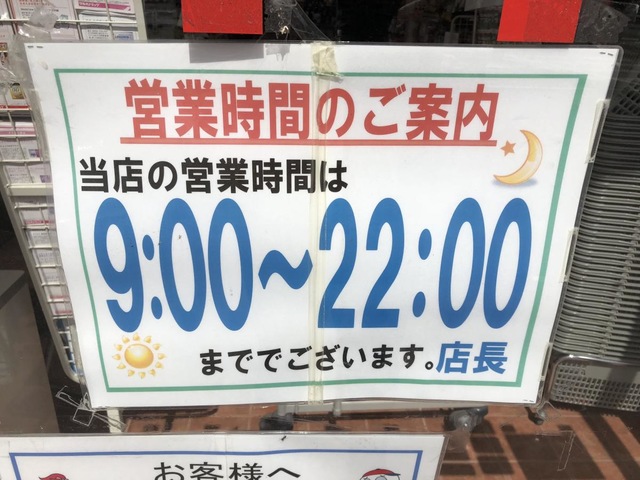 営業時間のご案内
当店の営業時間は
9:00~22:00
まででございます。店長
お客様へ